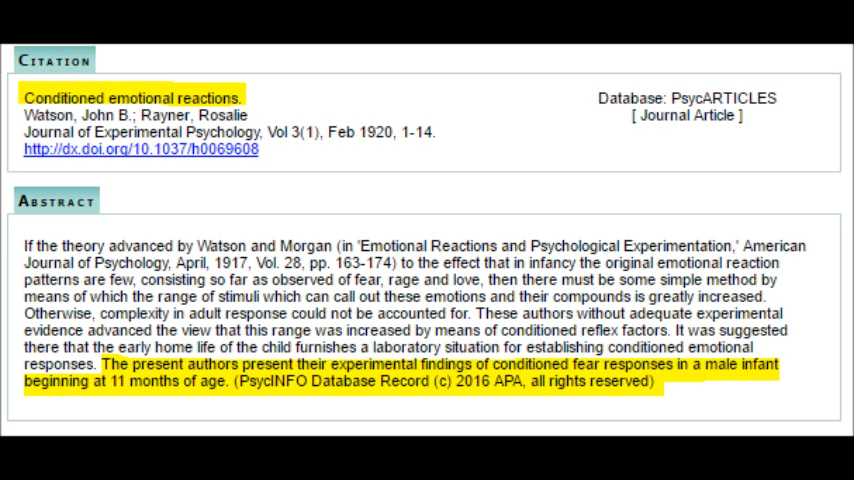 CITATION
Conditioned emotional reactions.
Watson, John B.; Rayner, Rosalie
Journal of Experimental Psychology, Vol 3(1), Feb 1920, 1-14.
http://dx.doi.org/10.1037/h0069608
Database: PsycARTICLES
[ Journal Article ]
ABSTRACT
If the theory advanced by Watson and Morgan (in 'Emotional Reactions and Psychological Experimentation,' American
Journal of Psychology, April, 1917, Vol. 28, pp. 163-174) to the effect that in infancy the original emotional reaction
patterns are few, consisting so far as observed of fear, rage and love, then there must be some simple method by
means of which the range of stimuli which can call out these emotions and their compounds is greatly increased.
Otherwise, complexity in adult response could not be accounted for. These authors without adequate experimental
evidence advanced the view that this range was increased by means of conditioned reflex factors. It was suggested
there that the early home life of the child furnishes a laboratory situation for establishing conditioned emotional
responses. The present authors present their experimental findings of conditioned fear responses in a male infant
beginning at 11 months of age. (PsycINFO Database Record (c) 2016 APA, all rights reserved)